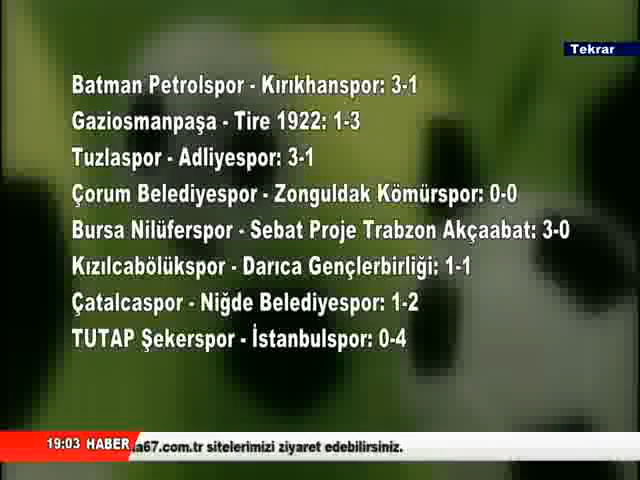 Tekrar
Batman Petrolspor - Kırıkhanspor: 3-1
Gaziosmanpaşa - Tire 1922: 1-3
Tuzlaspor - Adliyespor: 3-1
Çorum Belediyespor - Zonguldak Kömürspor: 0-0
Bursa Nilüferspor - Sebat Proje Trabzon Akçaabat: 3-0
Kızılcabölükspor - Darıca Gençlerbirliği: 1-1
Çatalcaspor - Niğde Belediyespor: 1-2
TUTAP Şekerspor - İstanbulspor: 0-4
19:03 HABER a67.com.tr sitelerimizi ziyaret edebilirsiniz.